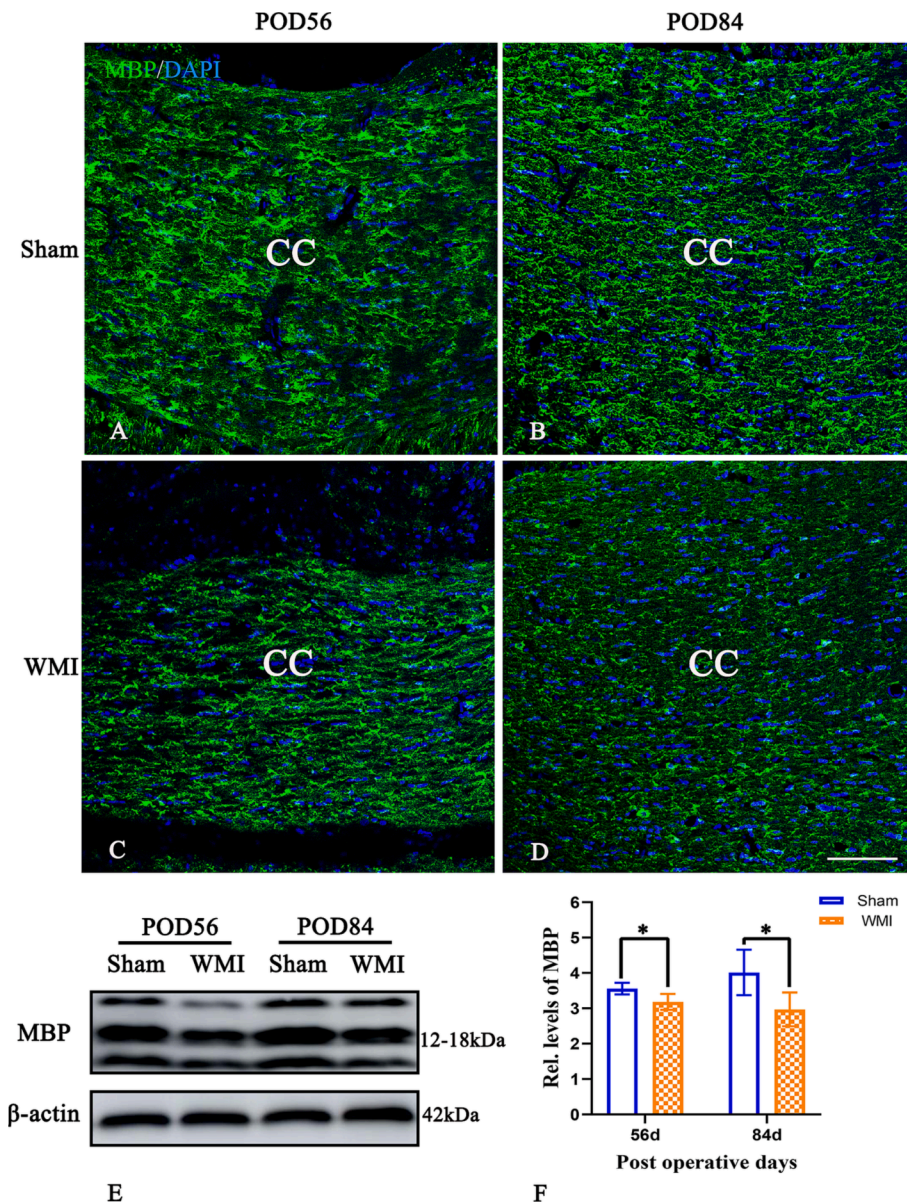 POD56 POD84
MBP/DAPI
Sham CC CC
A B
WMI CC CC
C D
POD56 POD84
Sham WMI Sham WMI
MBP 12-18kDa
β-actin 42kDa
E
Sham
WMI
Rel. levels of MBP
6
5
4
3
2
1
0
* *
56d 84d
Post operative days
F